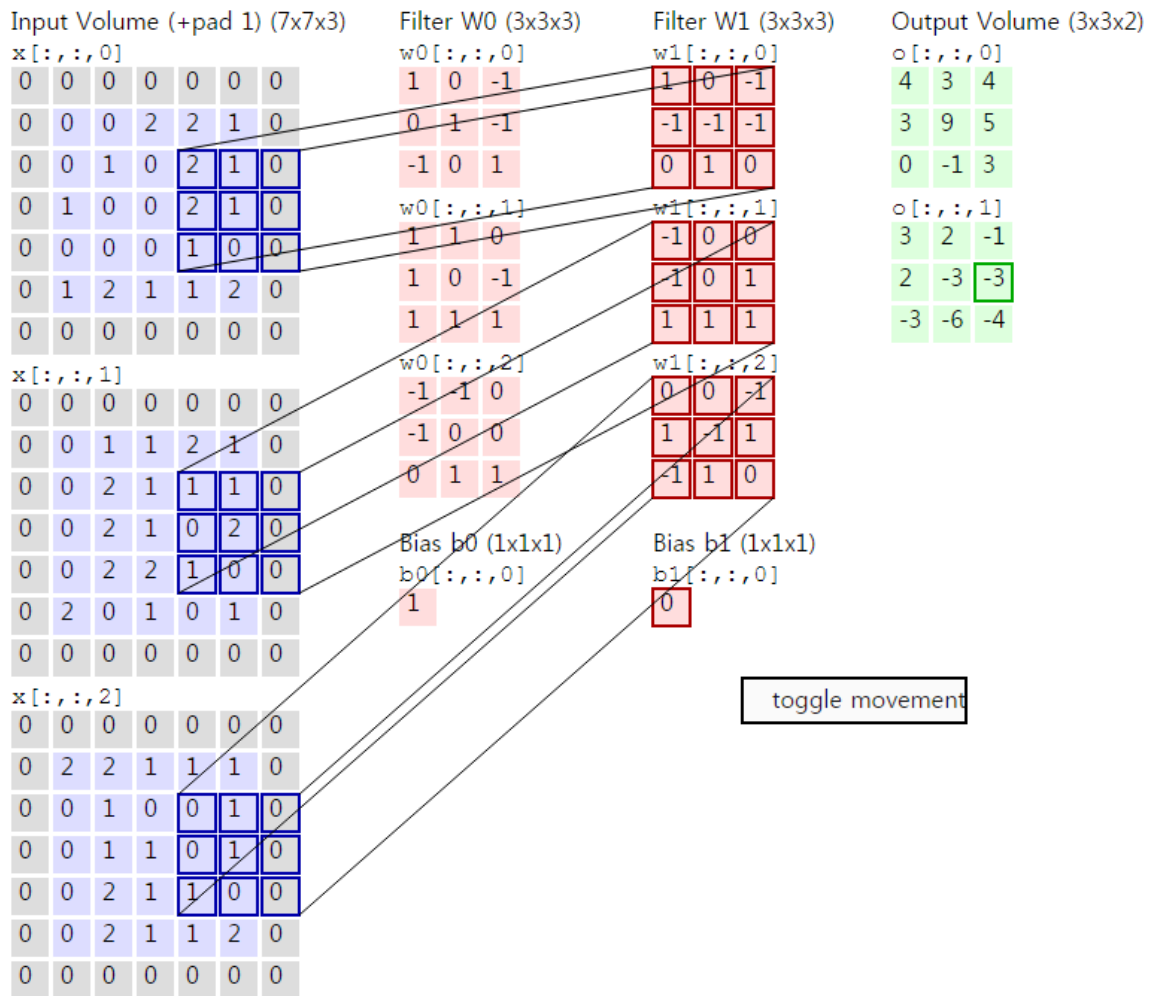 Input Volume (+pad 1) (7x7x3) Filter W0 (3x3x3) Filter W1 (3x3x3) Output Volume (3x3x2)
x[:,:,0] w0[:,:,0] w1[:,:,0] o[:,:,0]
0 0 0 0 0 0 0 1 0 -1 1 0 -1 4 3 4
0 0 0 2 2 1 0 0 1 -1 -1 -1 -1 3 9 5
0 0 1 0 2 1 0 -1 0 1 0 1 0 0 -1 3
0 1 0 0 2 1 0 w0[:,:,1] w1[:,:,1] o[:,:,1]
0 0 0 0 1 0 0 1 1 0 -1 0 0 3 2 -1
0 1 2 1 1 2 0 1 0 -1 -1 0 1 2 -3 -3
0 0 0 0 0 0 0 1 1 1 1 1 1 -3 -6 -4
x[:,:,1] w0[:,:,2] w1[:,:,2]
0 0 0 0 0 0 0 -1 -1 0 0 0 -1
0 0 1 1 2 1 0 -1 0 0 1 -1 1
0 0 2 1 1 1 0 0 1 1 -1 1 0
0 0 2 1 0 2 0 Bias b0 (1x1x1) Bias b1 (1x1x1)
0 0 2 2 1 0 0 b0[:,:,0] b1[:,:,0]
0 2 0 1 0 1 0 1 0
0 0 0 0 0 0 0
x[:,:,2] toggle movement
0 0 0 0 0 0 0
0 2 2 1 1 1 0
0 0 1 0 0 1 0
0 0 1 1 0 1 0
0 0 2 1 1 0 0
0 0 2 1 1 2 0
0 0 0 0 0 0 0